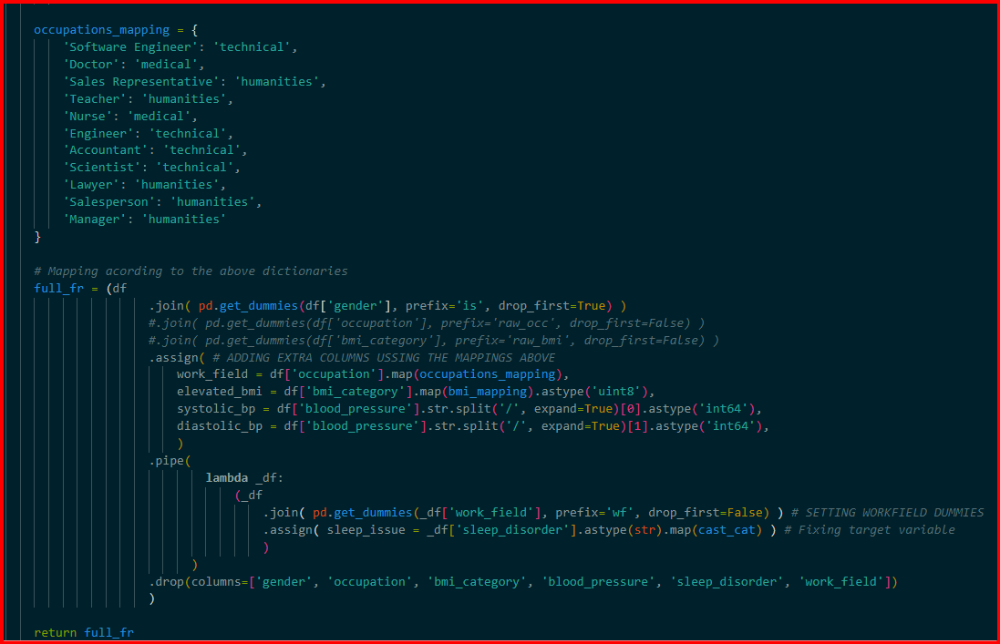 occupations_mapping = {
    'Software Engineer': 'technical',
    'Doctor': 'medical',
    'Sales Representative': 'humanities',
    'Teacher': 'humanities',
    'Nurse': 'medical',
    'Engineer': 'technical',
    'Accountant': 'technical',
    'Scientist': 'technical',
    'Lawyer': 'humanities',
    'Salesperson': 'humanities',
    'Manager': 'humanities'
}
# Mapping acording to the above dictionaries
full_fr = (df
                .join( pd.get_dummies(df['gender'], prefix='is', drop_first=True) )
                #.join( pd.get_dummies(df['occupation'], prefix='raw_occ', drop_first=False) )
                #.join( pd.get_dummies(df['bmi_category'], prefix='raw_bmi', drop_first=False) )
                .assign( # ADDING EXTRA COLUMNS USSING THE MAPPINGS ABOVE
                    work_field = df['occupation'].map(occupations_mapping),
                    elevated_bmi = df['bmi_category'].map(bmi_mapping).astype('uint8'),
                    systolic_bp = df['blood_pressure'].str.split('/', expand=True)[0].astype('int64'),
                    diastolic_bp = df['blood_pressure'].str.split('/', expand=True)[1].astype('int64'),
                    )
                .pipe(
                        lambda _df:
                            (_df
                                .join( pd.get_dummies(_df['work_field'], prefix='wf', drop_first=False) ) # SETTING WORKFIELD DUMMIES
                                .assign( sleep_issue = _df['sleep_disorder'].astype(str).map(cast_cat) ) # Fixing target variable
                                )
                      )
                .drop(columns=['gender', 'occupation', 'bmi_category', 'blood_pressure', 'sleep_disorder', 'work_field'])
                )
return full_fr